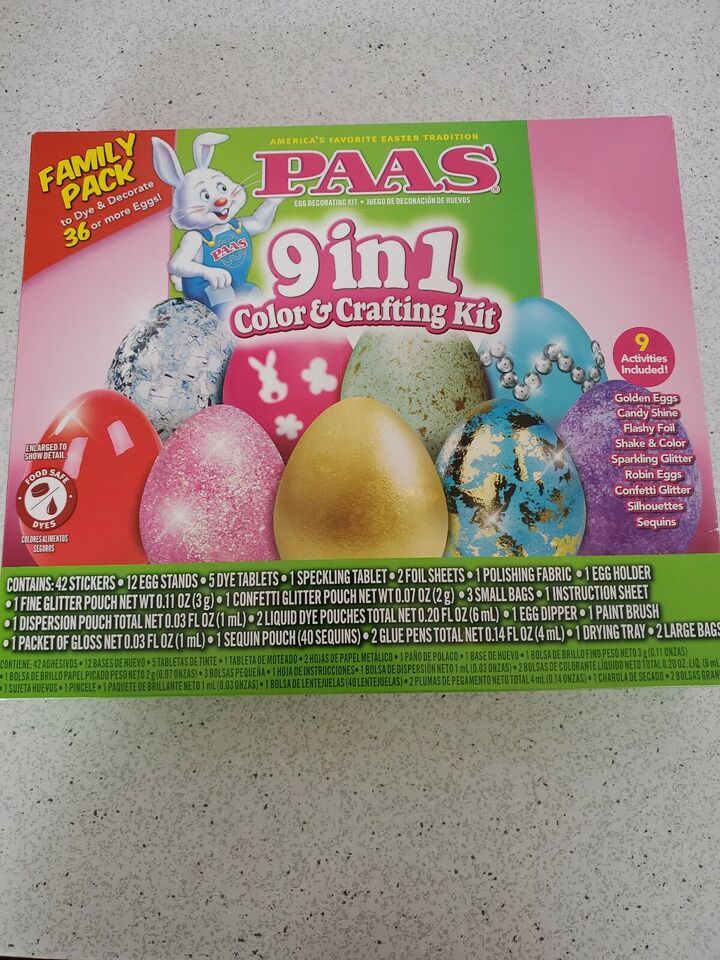 FAMILY
PACK
to Dye & Decorate
36 or more Eggs!
AMERICA'S FAVORITE EASTER TRADITION
PAAS®
EGG DECORATING KIT • JUEGO DE DECORACIÓN DE HUEVOS
PAAS
9 in 1
Color & Crafting Kit
9
Activities
Included!
Golden Eggs
Candy Shine
Flashy Foil
Shake & Color
Sparkling Glitter
Robin Eggs
Confetti Glitter
Silhouettes
Sequins
ENLARGED TO
SHOW DETAIL.
FOOD SAFE
DYES
COLORES ALIMENTOS
SEGUROS
CONTAINS: 42 STICKERS • 12 EGG STANDS • 5 DYE TABLETS • 1 SPECKLING TABLET • 2 FOIL SHEETS • 1 POLISHING FABRIC • 1 EGG HOLDER
• 1 FINE GLITTER POUCH NET WT 0.11 OZ (3 g) • 1 CONFETTI GLITTER POUCH NET WT 0.07 OZ (2 g) • 3 SMALL BAGS • 1 INSTRUCTION SHEET
• 1 DISPERSION POUCH TOTAL NET 0.03 FL OZ (1 mL) • 2 LIQUID DYE POUCHES TOTAL NET 0.20 FL OZ (6 mL) • 1 EGG DIPPER • 1 PAINT BRUSH
• 1 PACKET OF GLOSS NET 0.03 FL OZ (1 mL) • 1 SEQUIN POUCH (40 SEQUINS) • 2 GLUE PENS TOTAL NET 0.14 FL OZ (4 mL) • 1 DRYING TRAY • 2 LARGE BAGS
CONTIENE: 42 ADHESIVOS • 12 BASES DE HUEVO • 5 TABLETAS DE TINTE • 1 TABLETA DE MOTEADO • 2 HOJAS DE PAPEL METÁLICO • 1 PAÑO DE POLACO • 1 BASE DE HUEVO • 1 BOLSA DE BRILLO FINO PESO NETO 3 g (0.11 ONZAS)
• 1 BOLSA DE BRILLO PAPEL PICADO PESO NETO 2 g (0.07 ONZAS) • 3 BOLSAS PEQUEÑA • 1 HOJA DE INSTRUCCIONES • 1 BOLSA DE DISPERSIÓN NETO 1 mL (0.03 ONZAS) • 2 BOLSAS DE COLORANTE LÍQUIDO NETO TOTAL 0.20 OZ. LIQ. (6 mL)
• 1 SUJETA HUEVOS • 1 PINCELE • 1 PAQUETE DE BRILLANTE NETO 1 mL (0.03 ONZAS) • 1 BOLSA DE LENTEJUELAS (40 LENTEJUELAS) • 2 PLUMAS DE PEGAMENTO NETO TOTAL 4 mL (0.14 ONZAS) • 1 CHAROLA DE SECADO • 2 BOLSAS